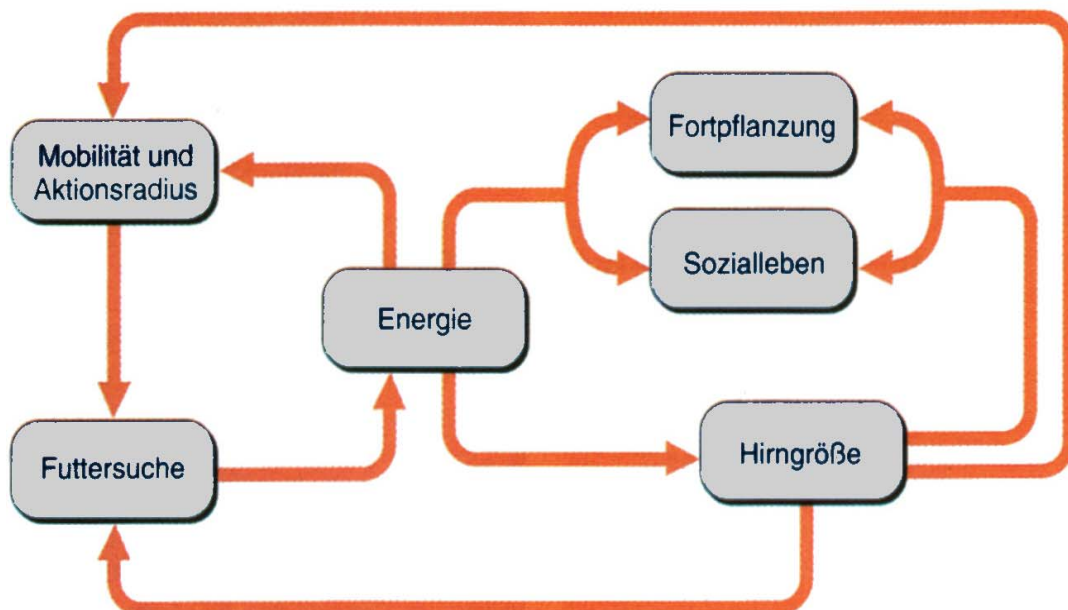 Mobilität und
Aktionsradius
Fortpflanzung
Sozialleben
Energie
Futtersuche
Hirngröße